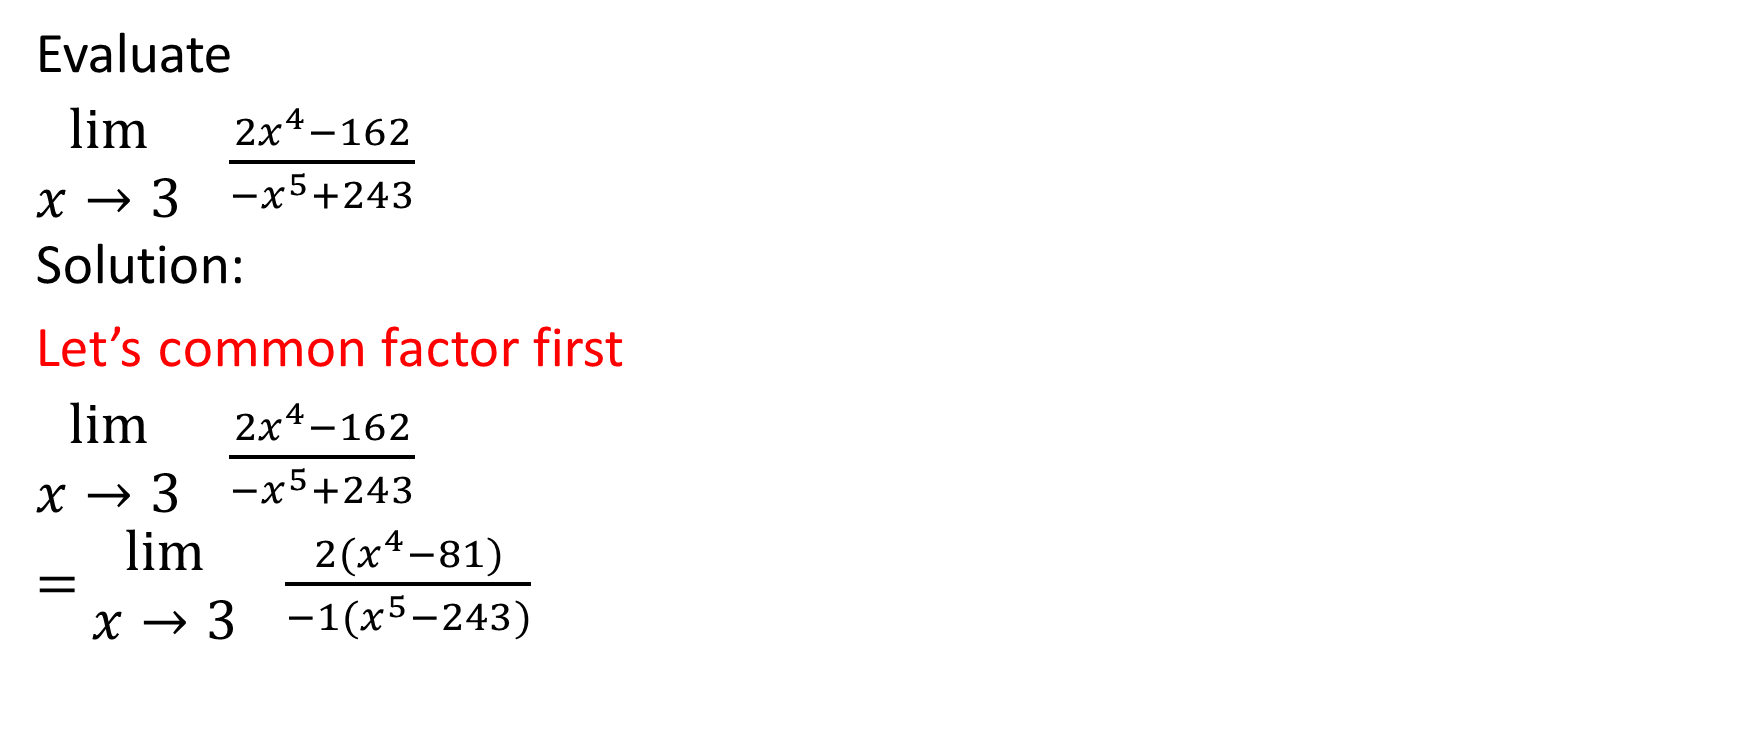 Evaluate
lim x → 3 (2x⁴−162)/(−x⁵+243)
Solution:
Let’s common factor first
lim x → 3 (2x⁴−162)/(−x⁵+243)
= lim x → 3 2(x⁴−81)/−1(x⁵−243)